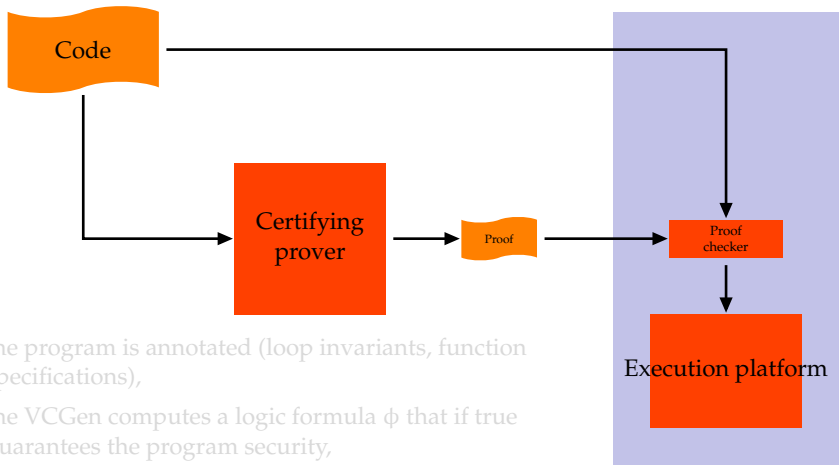 Code
Certifying
prover
Proof
Proof
checker
Execution platform
he program is annotated (loop invariants, function
pecifications),
he VCGen computes a logic formula ϕ that if true
uarantees the program security,